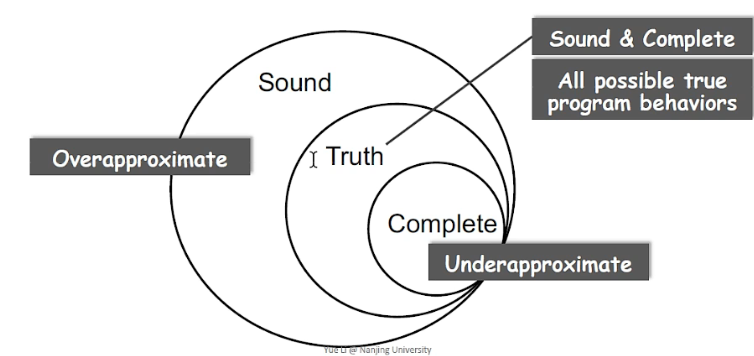 Sound & Complete
Sound
All possible true
program behaviors
Overapproximate
Truth
Complete
Underapproximate
Yue Li @ Nanjing University